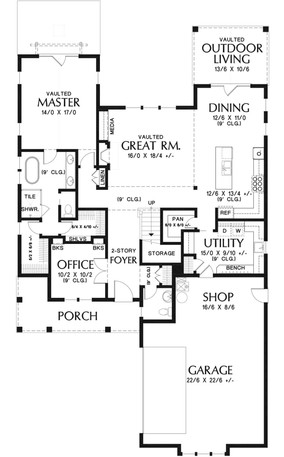 VAULTED
OUTDOOR
LIVING
13/6 X 10/6
VAULTED
MASTER
14/0 X 17/0
MEDIA
DINING
12/6 X 11/0
(9' CLG.)
VAULTED
GREAT RM.
16/0 X 18/4 +/-
(9' CLG.)
LINEN
TILE
SHWR.
12/6 X 13/4
(9' CLG.)
(9' CLG.)
UP
REF.
PAN
SHLVS
D W
UTILITY
15/0 X 9/10 +/-
(9' CLG.)
BENCH
STORAGE
BKS
BKS
OFFICE
10/2 X 10/2
(9' CLG.)
2-STORY
FOYER
SHOP
16/6 X 8/6
PORCH
GARAGE
22/6 X 22/6 +/-